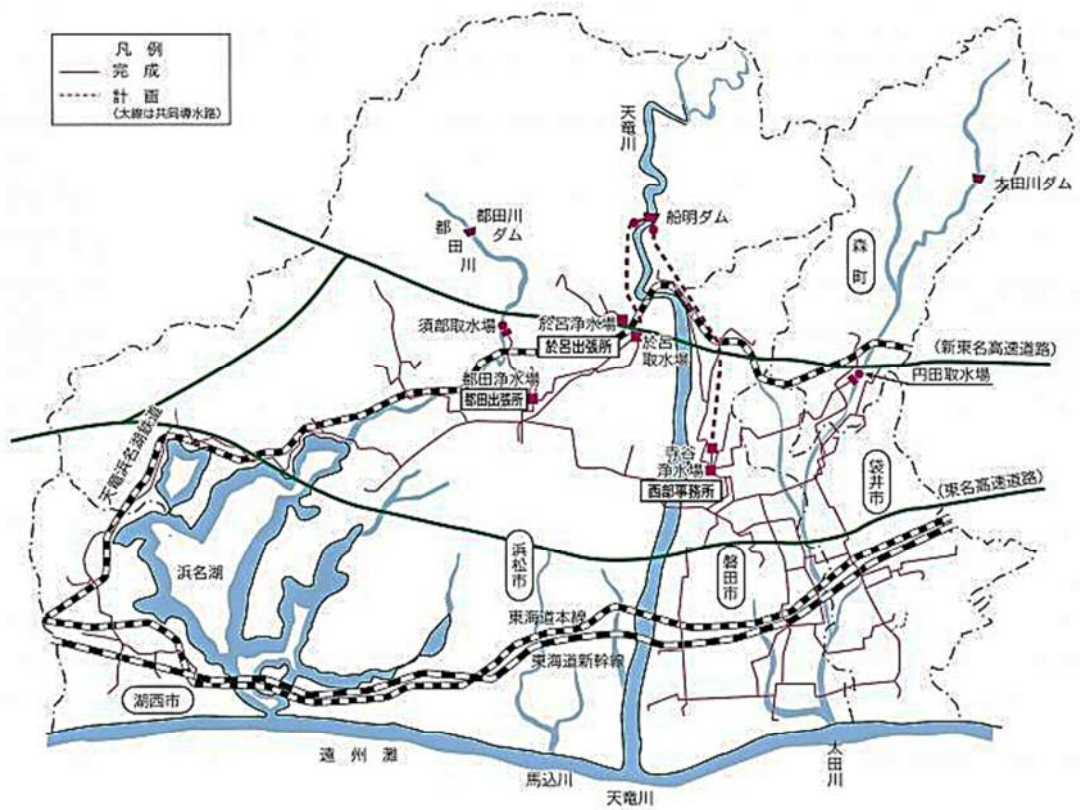 凡例
完成
計画
(太線は共同導水路)
天竜川
太田川ダム
船明ダム
都田川
ダム
都田川
森町
須部取水場
於呂浄水場
於呂出張所
於呂
取水場
(新東名高速道路)
円田取水場
都田浄水場
都田出張所
天竜浜名湖鉄道
寺谷
浄水場
西部事務所
袋井市
(東名高速道路)
浜松市
磐田市
浜名湖
東海道本線
東海道新幹線
湖西市
遠州灘
馬込川
天竜川
太田川